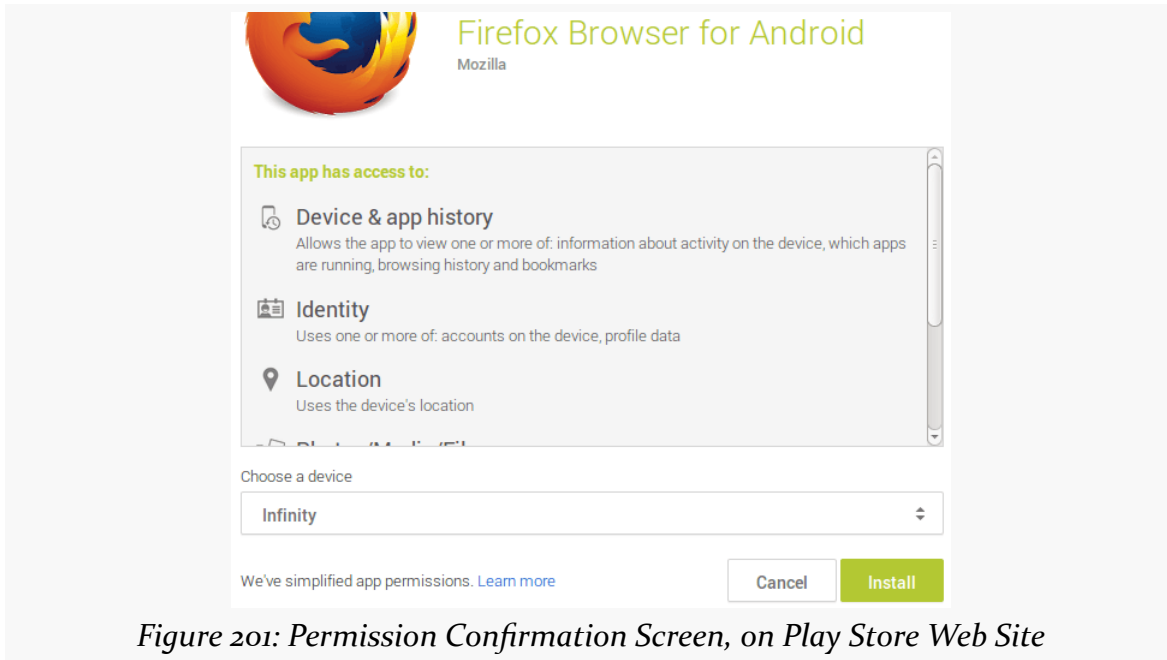 Firefox Browser for Android
Mozilla
This app has access to:
Device & app history
Allows the app to view one or more of: information about activity on the device, which apps
are running, browsing history and bookmarks
Identity
Uses one or more of: accounts on the device, profile data
Location
Uses the device's location
Choose a device
Infinity
We've simplified app permissions. Learn more
Cancel
Install
Figure 201: Permission Confirmation Screen, on Play Store Web Site